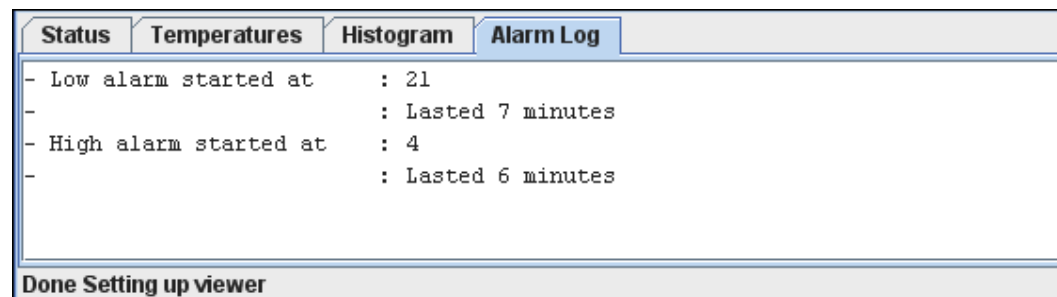 Status Temperatures Histogram Alarm Log
- Low alarm started at : 21
- : Lasted 7 minutes
- High alarm started at : 4
- : Lasted 6 minutes
Done Setting up viewer